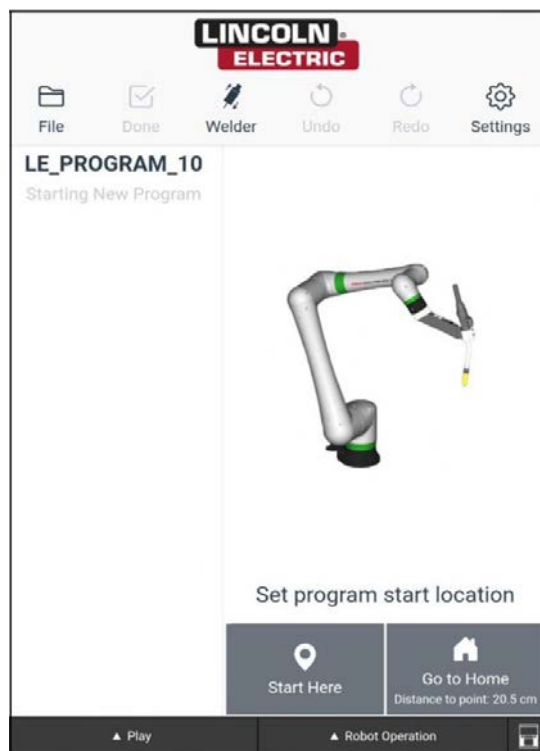 LINCOLN
ELECTRIC
File
Done
Welder
Undo
Redo
Settings
LE_PROGRAM_10
Starting New Program
Set program start location
Start Here
Go to Home
Distance to point: 20.5 cm
▲ Play
▲ Robot Operation